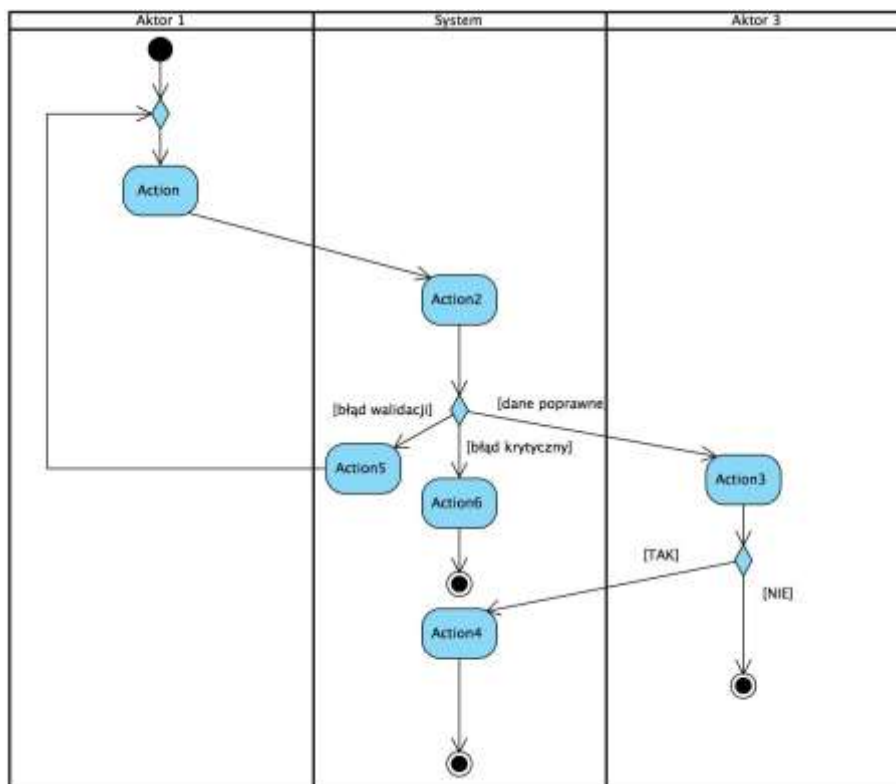 Aktor 1
System
Aktor 3
Action
Action2
[błąd walidacji]
[dane poprawne
[błąd krytyczny]
Action5
Action3
Action6
[TAK]
[NIE]
Action4